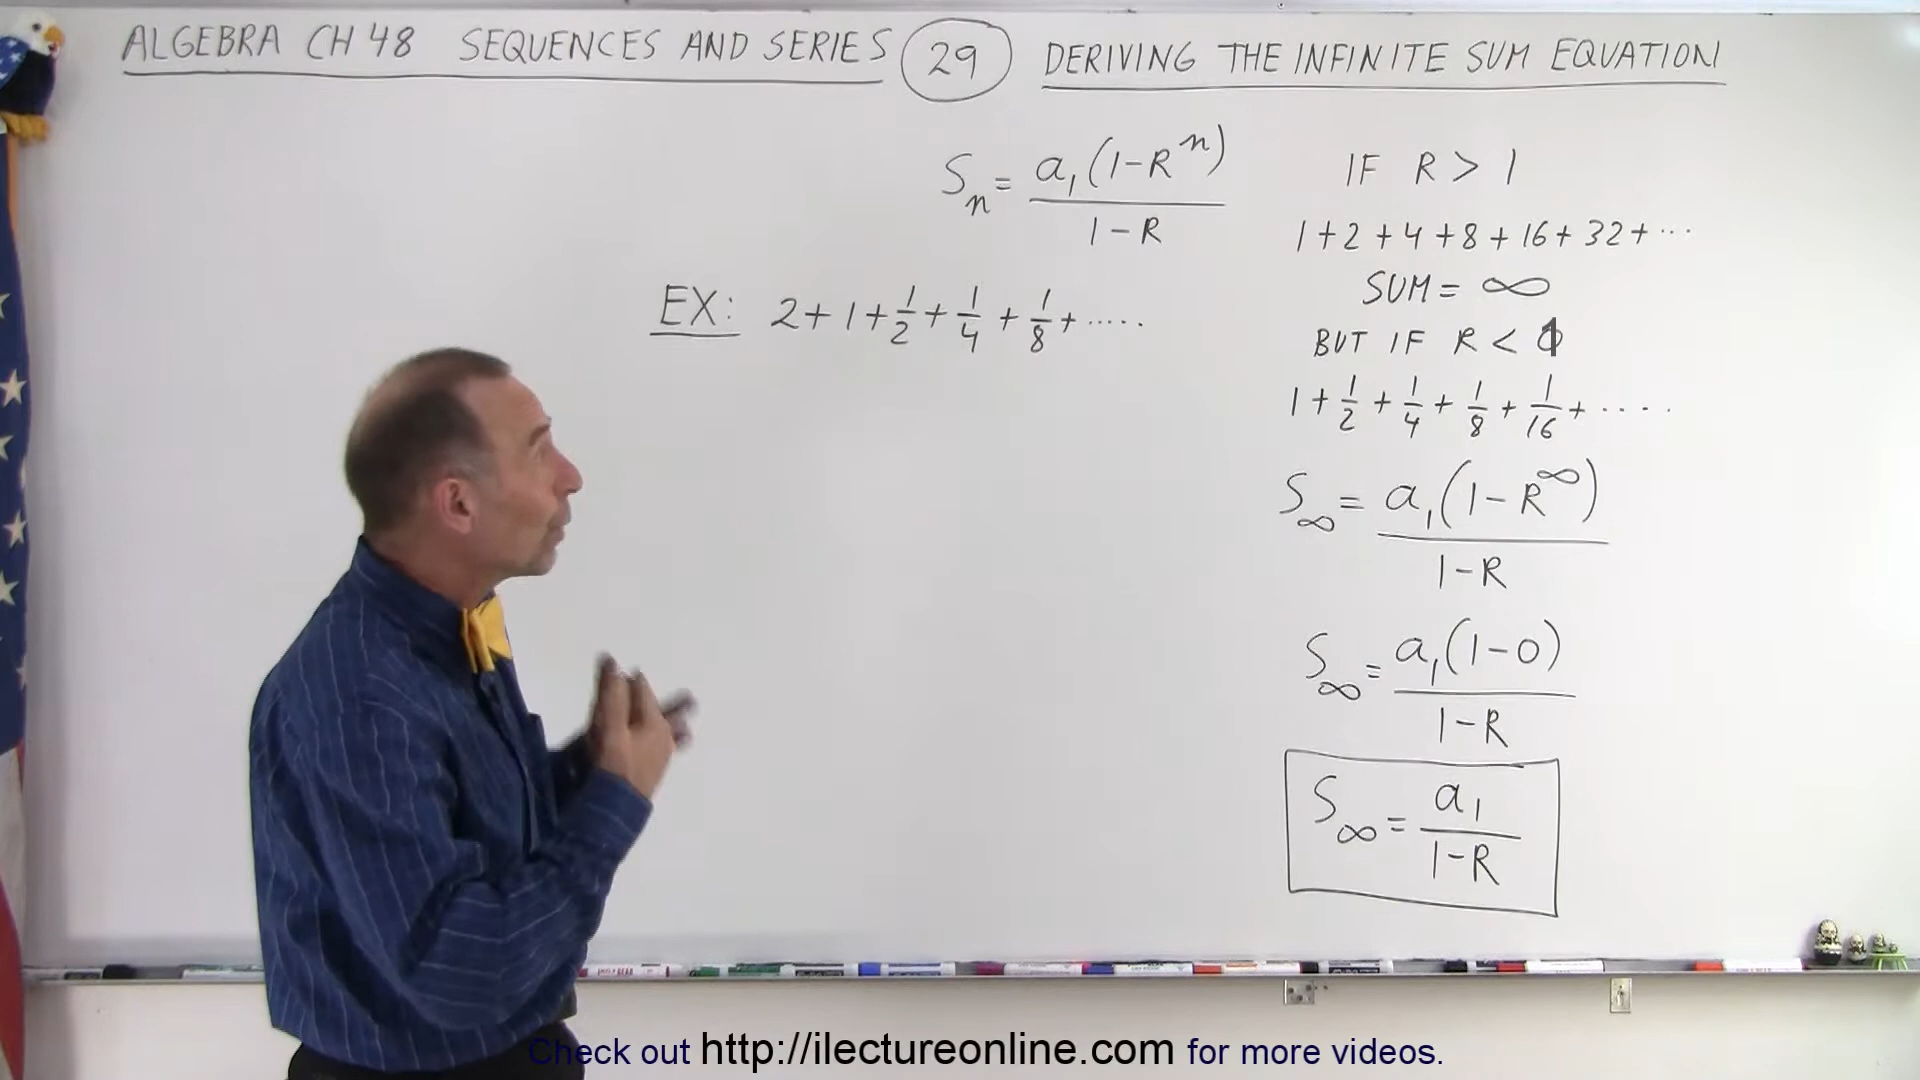 ALGEBRA CH 48 SEQUENCES AND SERIES 29 DERIVING THE INFINITE SUM EQUATION
Sₙ = a₁(1-Rⁿ) / 1-R
EX: 2+1+1/2+1/4+1/8+.....
IF R > 1
1+2+4+8+16+32+...
SUM = ∞
BUT IF R < 1
1+1/2+1/4+1/8+1/16+.....
S∞ = a₁(1-R^∞) / 1-R
S∞ = a₁(1-0) / 1-R
S∞ = a₁ / 1-R
Check out http://ilectureonline.com for more videos.